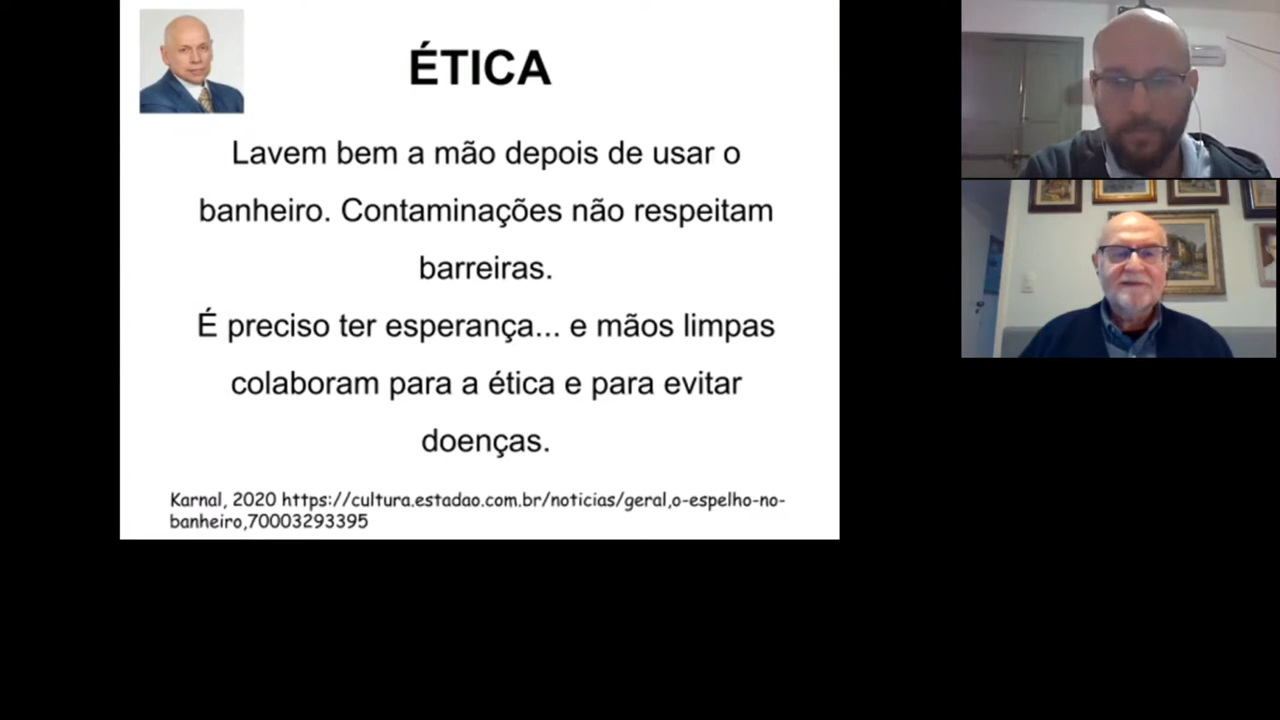 ÉTICA
Lavem bem a mão depois de usar o
banheiro. Contaminações não respeitam
barreiras.
É preciso ter esperança... e mãos limpas
colaboram para a ética e para evitar
doenças.
Karnal, 2020 https://cultura.estadao.com.br/noticias/geral,o-espelho-no-
banheiro,70003293395